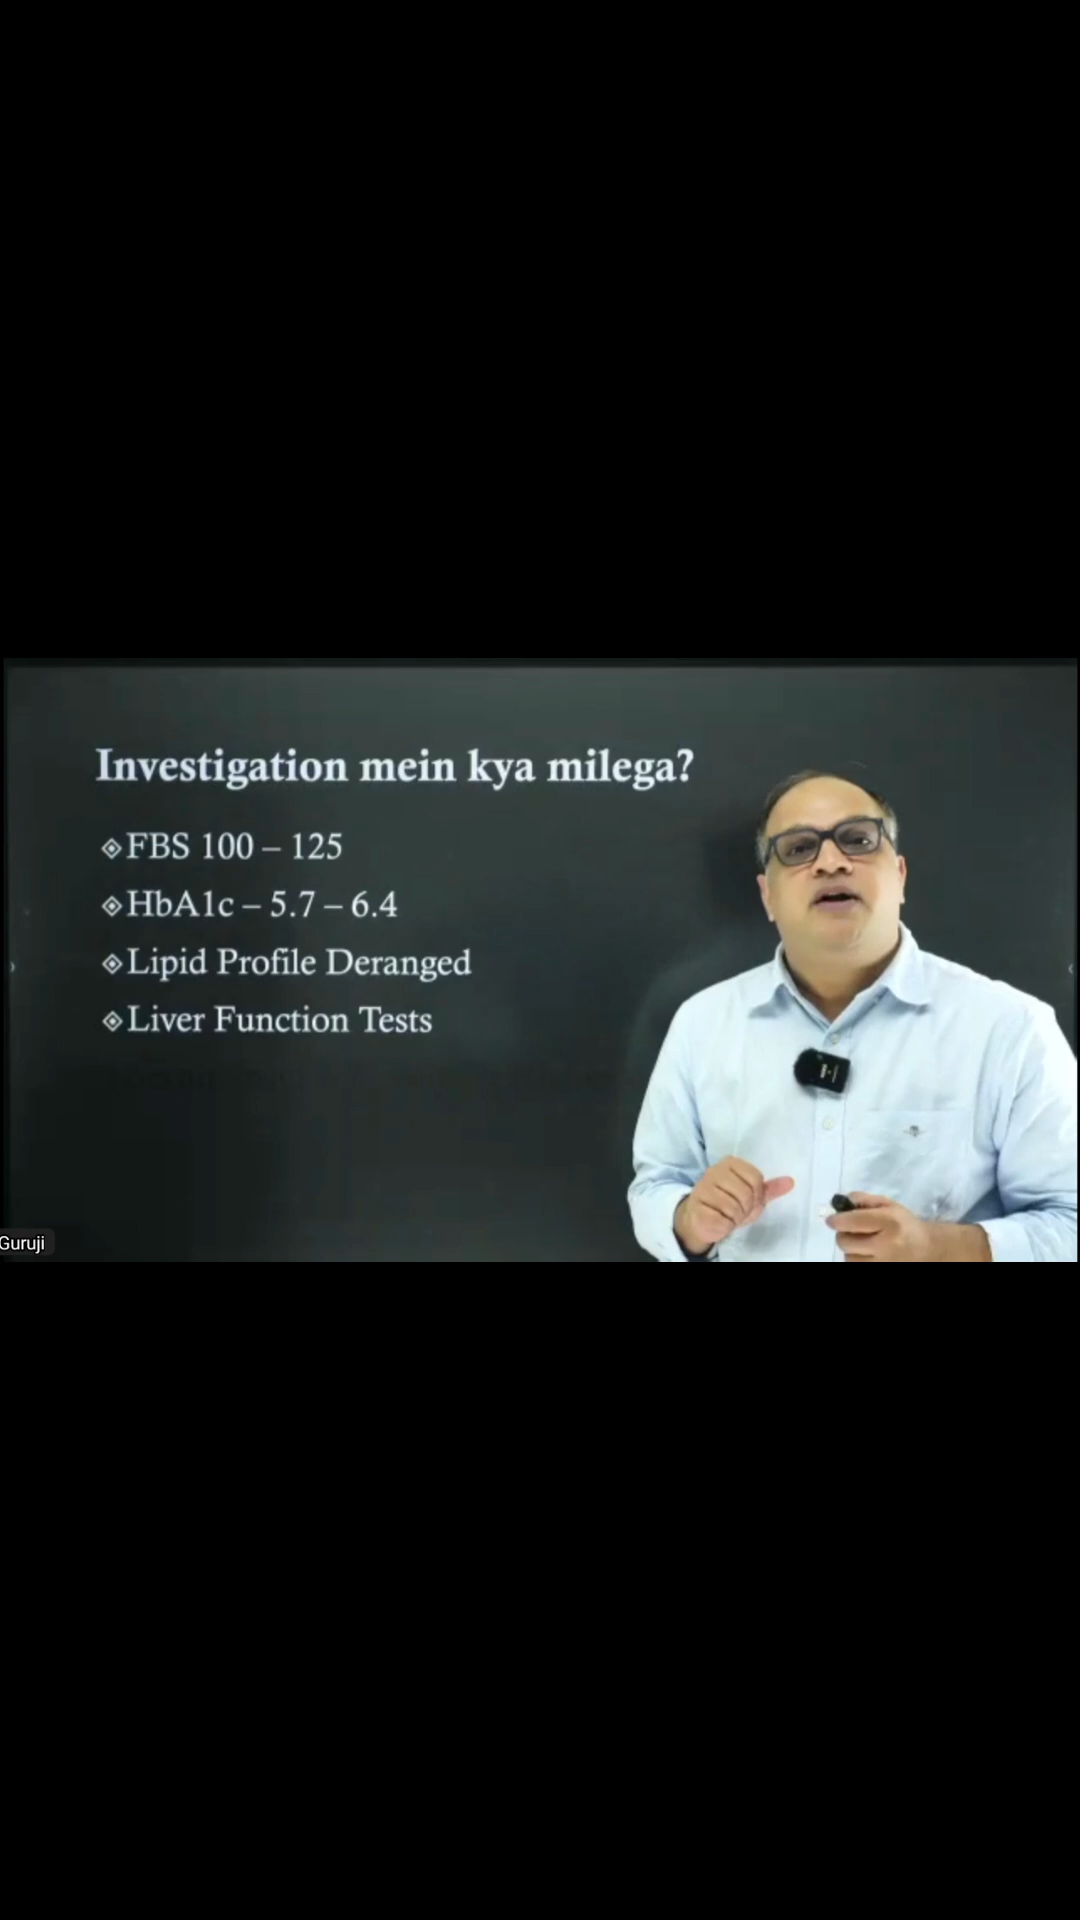 Investigation mein kya milega?
FBS 100 – 125
HbA1c – 5.7 – 6.4
Lipid Profile Deranged
Liver Function Tests
Guruji